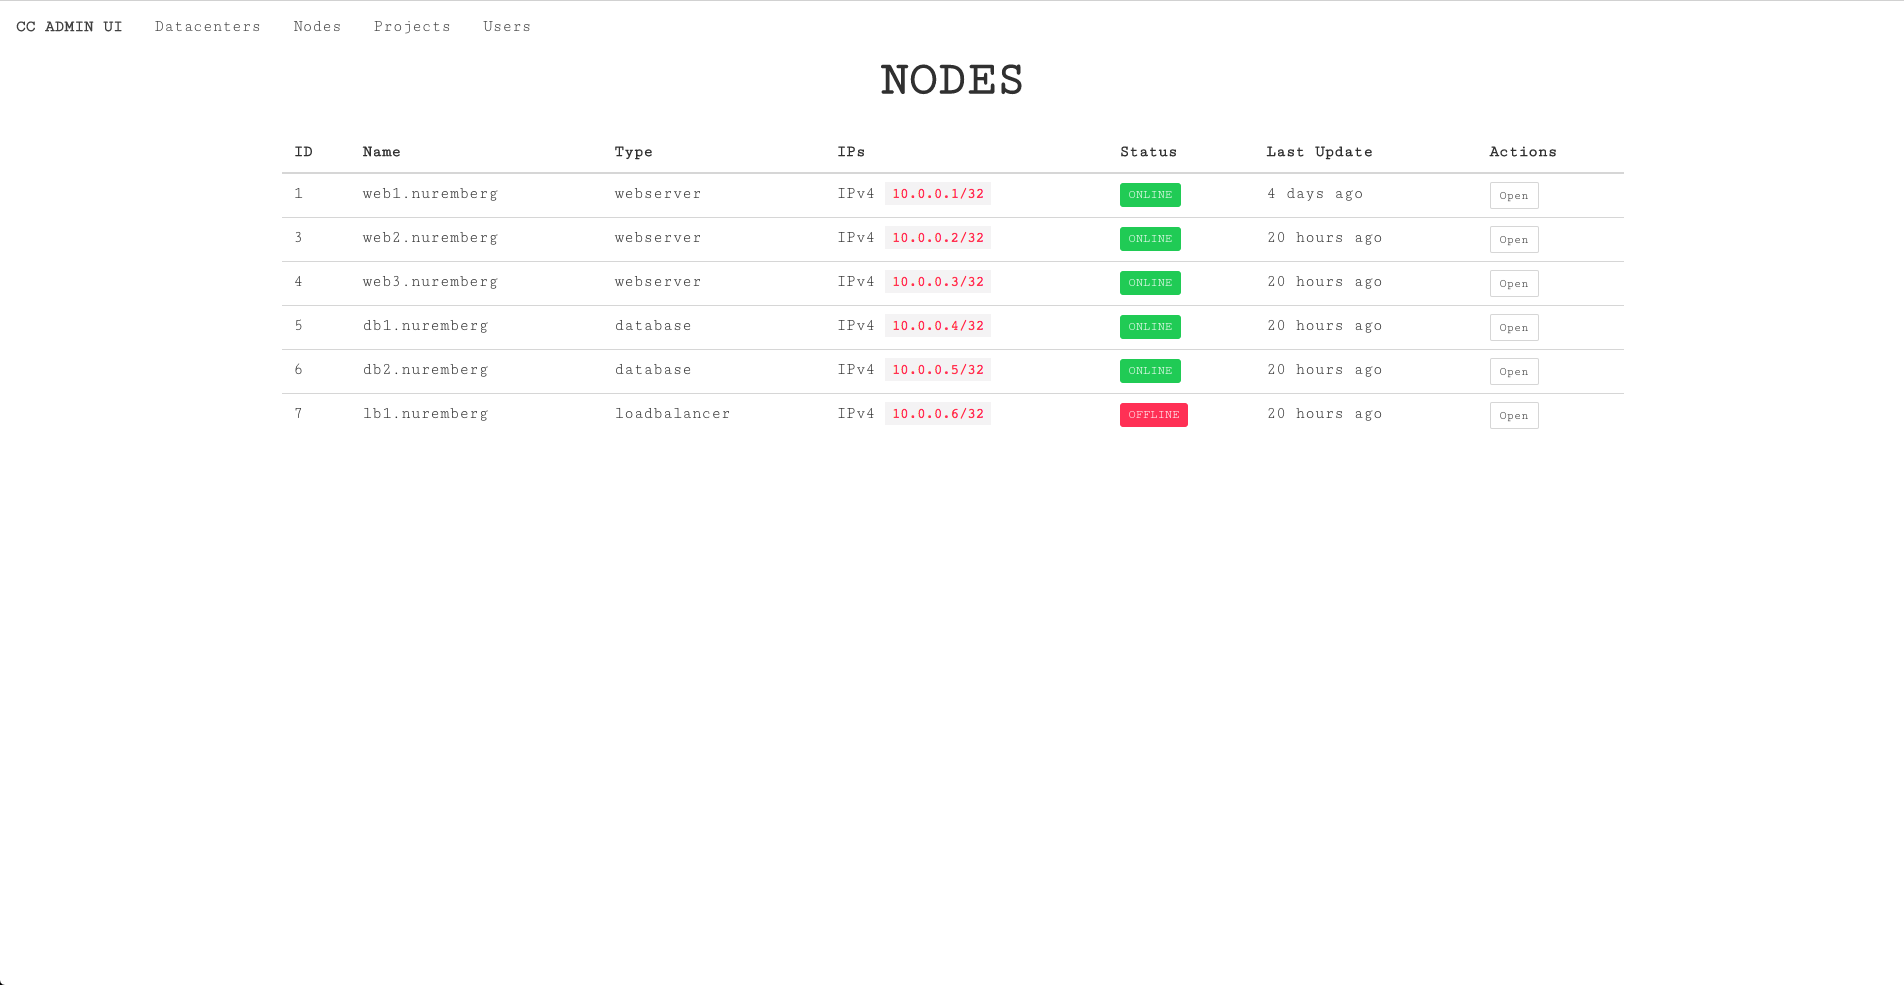 CC ADMIN UI Datacenters Nodes Projects Users
NODES
ID Name Type IPs Status Last Update Actions
1 web1.nuremberg webserver IPv4 10.0.0.1/32 ONLINE 4 days ago Open
3 web2.nuremberg webserver IPv4 10.0.0.2/32 ONLINE 20 hours ago Open
4 web3.nuremberg webserver IPv4 10.0.0.3/32 ONLINE 20 hours ago Open
5 db1.nuremberg database IPv4 10.0.0.4/32 ONLINE 20 hours ago Open
6 db2.nuremberg database IPv4 10.0.0.5/32 ONLINE 20 hours ago Open
7 lb1.nuremberg loadbalancer IPv4 10.0.0.6/32 OFFLINE 20 hours ago Open